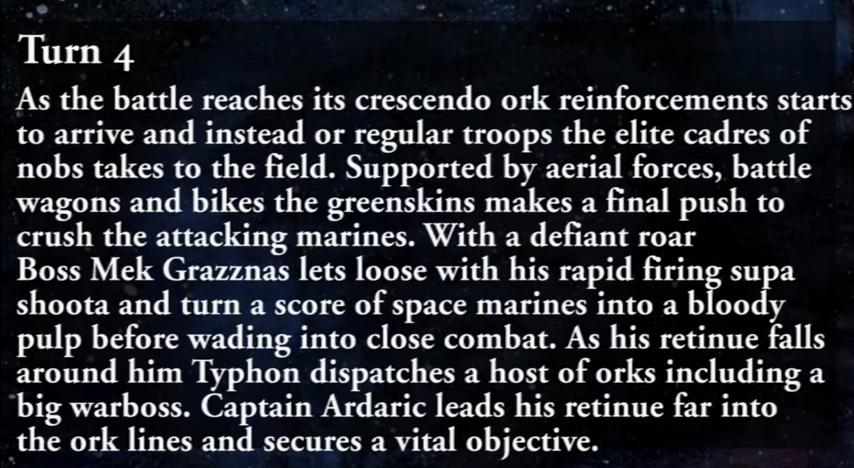 Turn 4
As the battle reaches its crescendo ork reinforcements starts
to arrive and instead or regular troops the elite cadres of
nobs takes to the field. Supported by aerial forces, battle
wagons and bikes the greenskins makes a final push to
crush the attacking marines. With a defiant roar
Boss Mek Grazznas lets loose with his rapid firing supa
shoota and turn a score of space marines into a bloody
pulp before wading into close combat. As his retinue falls
around him Typhon dispatches a host of orks including a
big warboss. Captain Ardaric leads his retinue far into
the ork lines and secures a vital objective.